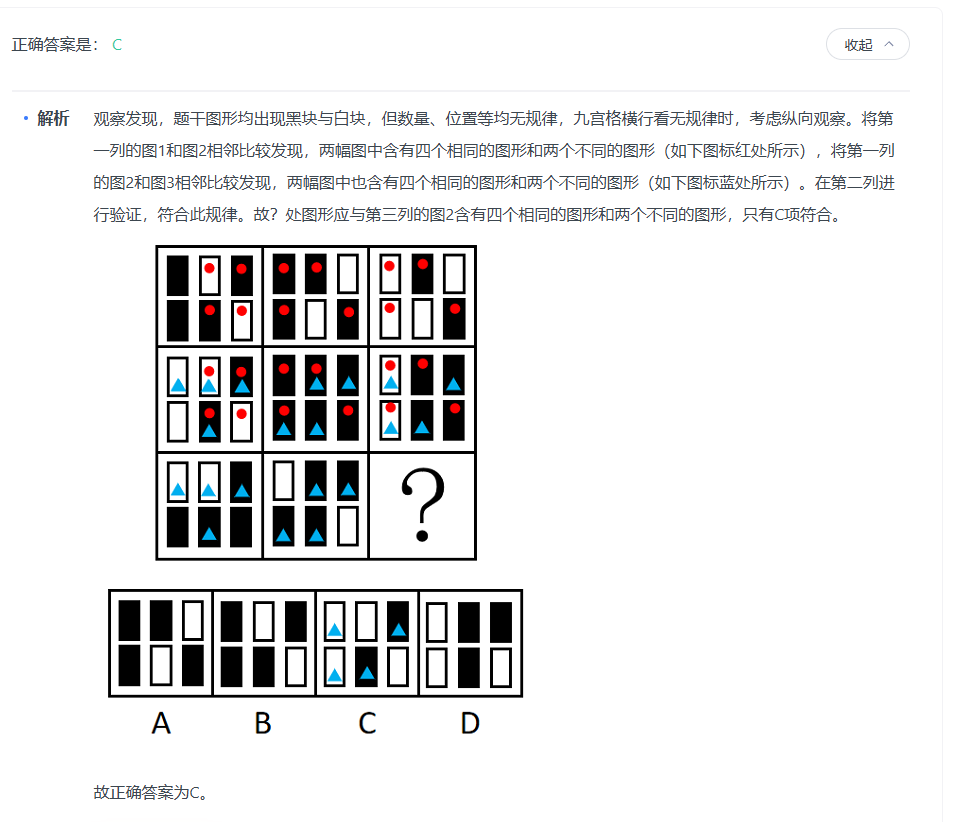 正确答案是： C
收起
解析
观察发现，题干图形均出现黑块与白块，但数量、位置等均无规律，九宫格横行看无规律时，考虑纵向观察。将第
一列的图1和图2相邻比较发现，两幅图中含有四个相同的图形和两个不同的图形（如下图标红处所示），将第一列
的图2和图3相邻比较发现，两幅图中也含有四个相同的图形和两个不同的图形（如下图标蓝处所示）。在第二列进
行验证，符合此规律。故？处图形应与第三列的图2含有四个相同的图形和两个不同的图形，只有C项符合。
?
A B C D
故正确答案为C。